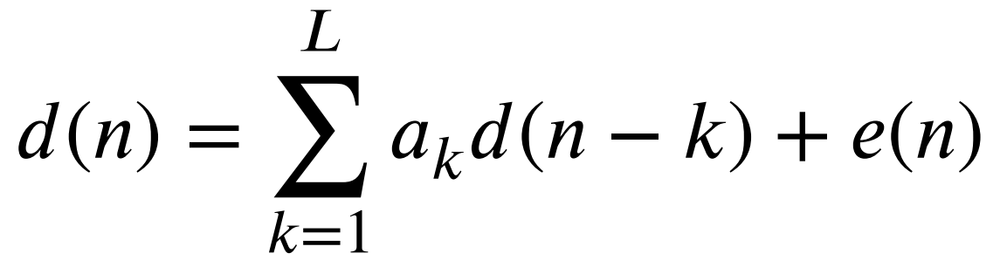 d(n) = \sum_{k=1}^{L} a_k d(n − k) + e(n)